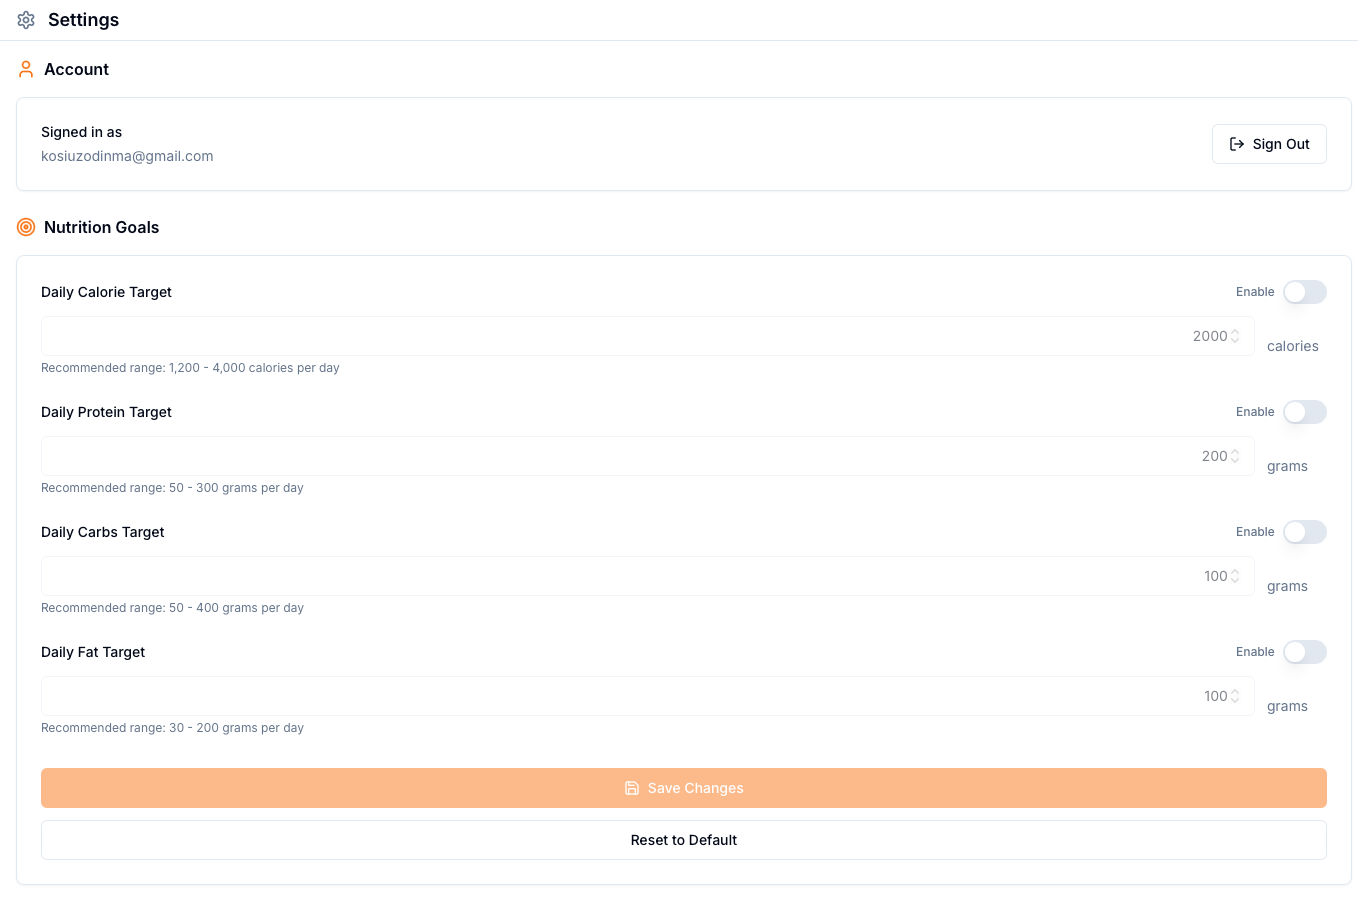 Settings
Account
Signed in as
kosiuzodinma@gmail.com
Sign Out
Nutrition Goals
Daily Calorie Target
Enable
2000
calories
Recommended range: 1,200 - 4,000 calories per day
Daily Protein Target
Enable
200
grams
Recommended range: 50 - 300 grams per day
Daily Carbs Target
Enable
100
grams
Recommended range: 50 - 400 grams per day
Daily Fat Target
Enable
100
grams
Recommended range: 30 - 200 grams per day
Save Changes
Reset to Default